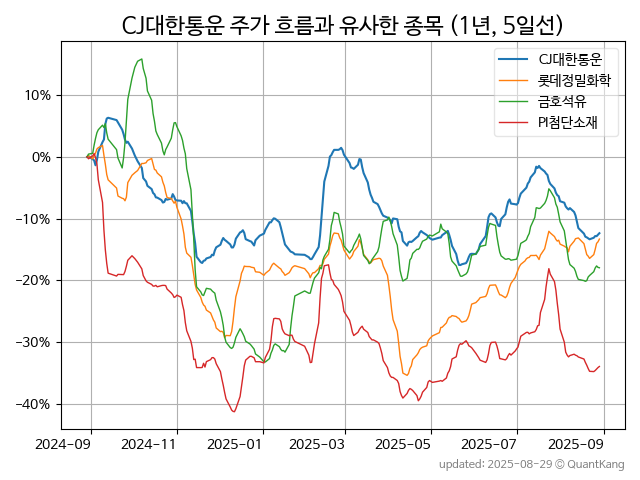 CJ대한통운 주가 흐름과 유사한 종목 (1년, 5일선)
CJ대한통운
롯데정밀화학
금호석유
PI첨단소재
10%
0%
−10%
−20%
−30%
−40%
2024-09 2024-11 2025-01 2025-03 2025-05 2025-07 2025-09
updated: 2025-08-29 © QuantKang